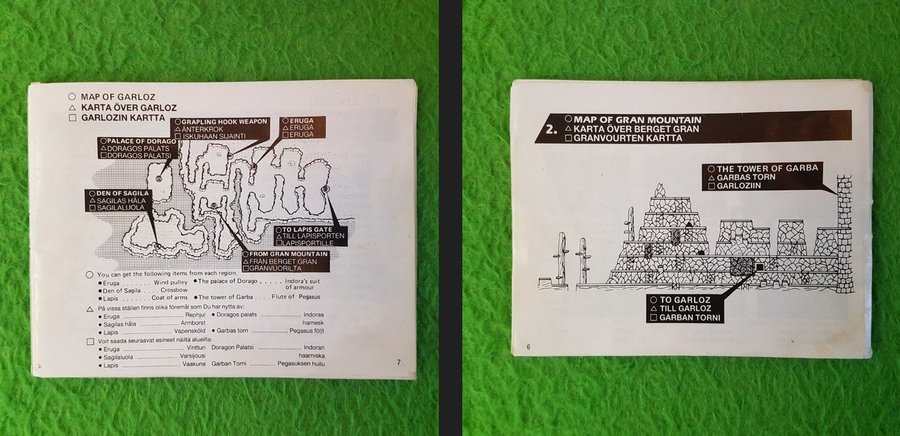 ○ MAP OF GARLOZ
△ KARTA ÖVER GARLOZ
□ GARLOZIN KARTTA
○ GRAPLING HOOK WEAPON
△ ÄNTERKROK
□ ISKUHAAN SIJAINTI
○ ERUGA
△ ERUGA
□ ERUGA
○ PALACE OF DORAGO
△ DORAGOS PALATS
□ DORAGOS PALATSI
○ DEN OF SAGILA
△ SAGILAS HÅLA
□ SAGILALUOLA
○ TO LAPIS GATE
△ TILL LAPISPORTEN
□ LAPISPORTILLE
○ FROM GRAN MOUNTAIN
△ FRÅN BERGET GRAN
□ GRANVUORILTA
○ You can get the following items from each region.
● Eruga ........ Wind pulley ● The palace of Dorago ..... Indora's suit of armour
● Den of Sagila .... Crossbow
● Lapis ....... Coat of arms ● The tower of Garba ... Flute of Pegasus
△ På vissa ställen finns olika föremål som Du har nytta av:
● Eruga ........ Rephjul ● Doragos palats ........ Indoras harnesk
● Sagilas håla ........ Armborst
● Lapis ........ Vapensköld ● Garbas torn ........ Pegasus flöjt
□ Voit saada seuraavat esineet näiltä alueilta.
● Eruga ........ Vintturi Doragon Palatsi ........ Indoran haarniska
● Sagilaluola ........ Varsijousi
● Lapis ........ Vaakuna Garban Torni ........ Pegasuksen huilu
7
2.
○ MAP OF GRAN MOUNTAIN
△ KARTA ÖVER BERGET GRAN
□ GRANVOURTEN KARTTA
○ THE TOWER OF GARBA
△ GARBAS TORN
□ GARLOZIIN
○ TO GARLOZ
△ TILL GARLOZ
□ GARBAN TORNI
6